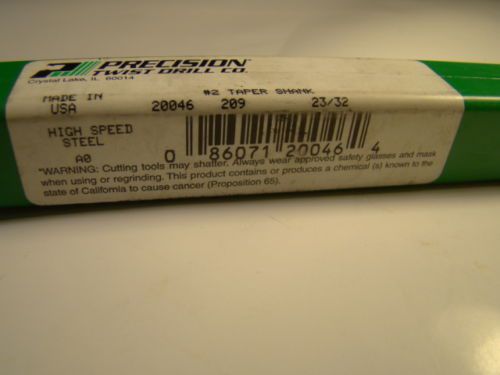 PRECISION
TWIST DRILL CO.
Crystal Lake, IL 60014
#2 TAPER SHANK
MADE IN
USA
20046 209 23/32
HIGH SPEED
STEEL
A0
0 86071 20046 4
"WARNING: Cutting tools may shatter. Always wear approved safety glasses and mask
when using or regrinding. This product contains or produces a chemical (s) known to the
state of California to cause cancer (Proposition 65).